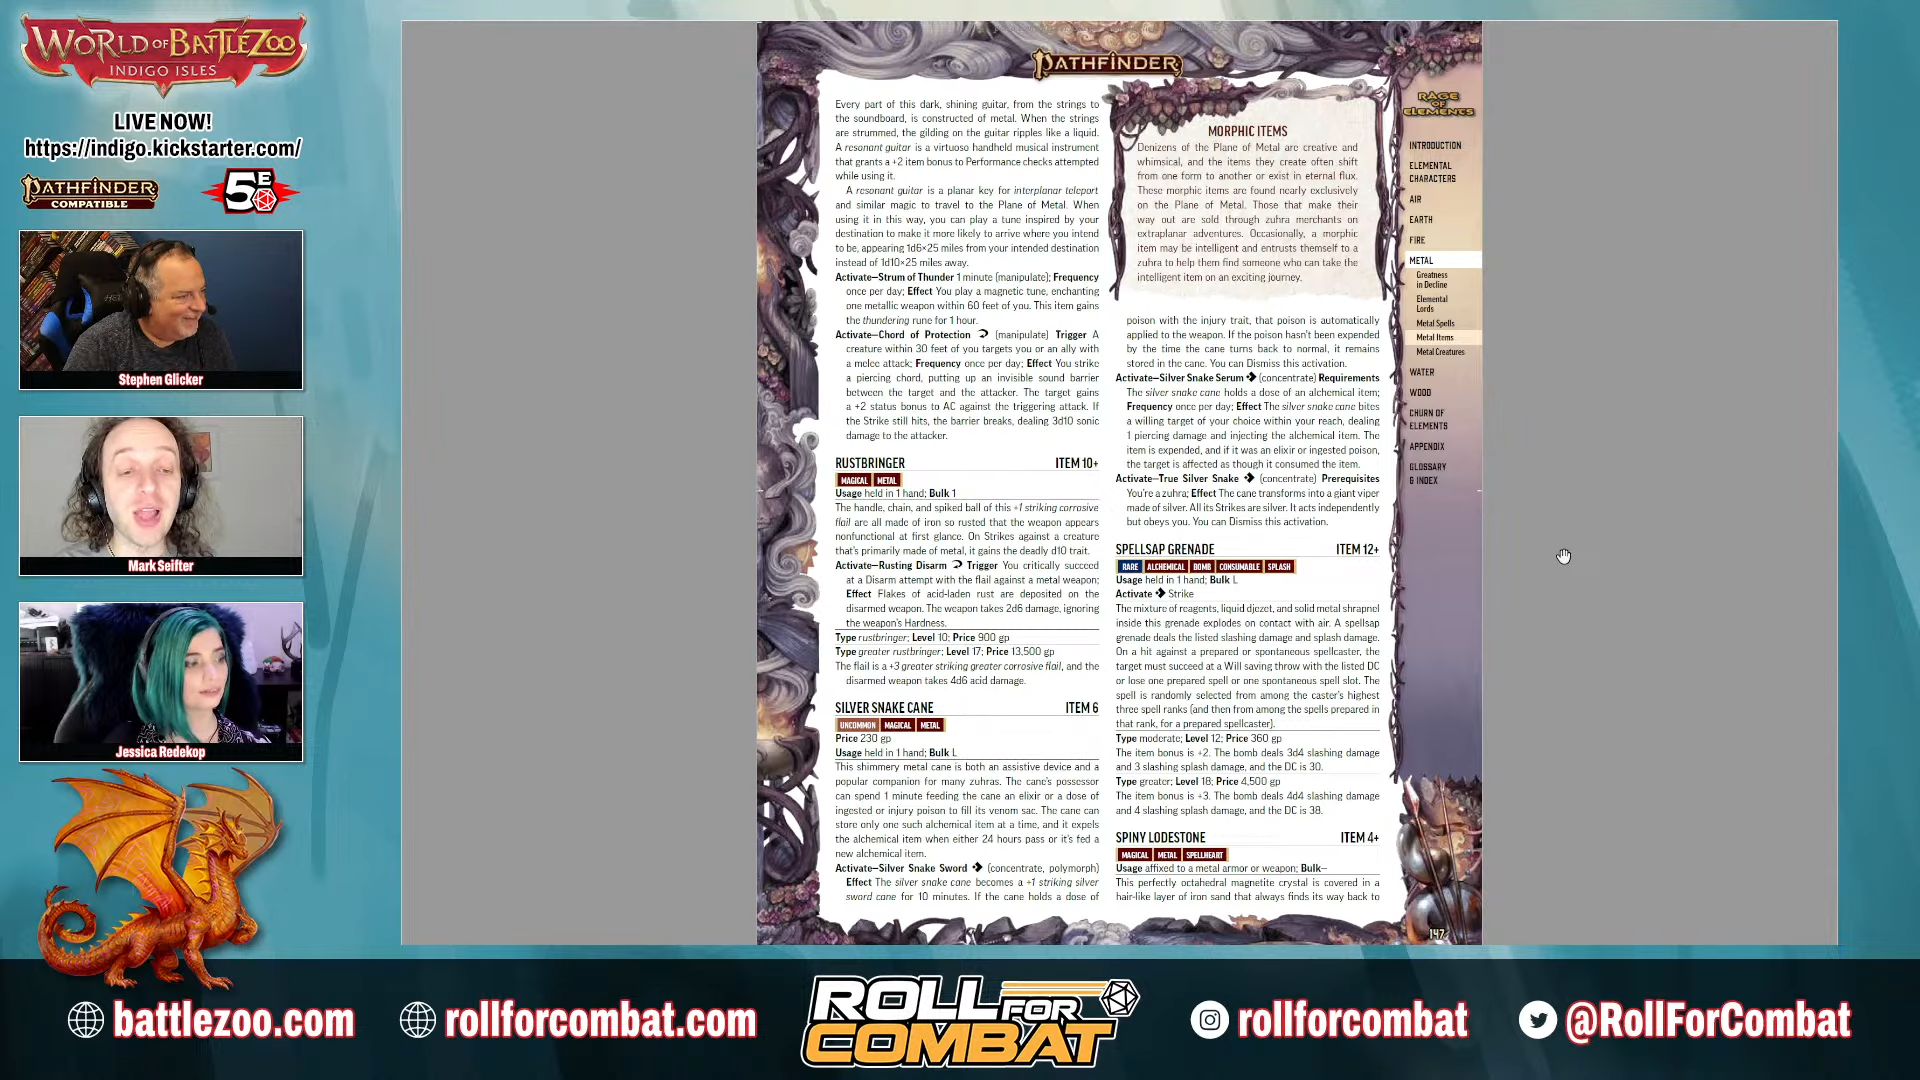 WORLD OF BATTLEZOO
INDIGO ISLES
LIVE NOW!
https://indigo.kickstarter.com/
PATHFINDER
COMPATIBLE
5E
Stephen Glicker
Mark Seifter
Jessica Redekop
PATHFINDER
Every part of this dark, shining guitar, from the strings to
the soundboard, is constructed of metal. When the strings
are strummed, the gilding on the guitar ripples like a liquid.
A resonant guitar is a virtuoso handheld musical instrument
that grants a +2 item bonus to Performance checks attempted
while using it.
A resonant guitar is a planar key for interplanar teleport
and similar magic to travel to the Plane of Metal. When
using it in this way, you can play a tune inspired by your
destination to make it more likely to arrive where you intend
to be, appearing 1d6×25 miles from your intended destination
instead of 1d10×25 miles away.
Activate—Strum of Thunder 1 minute (manipulate); Frequency
once per day; Effect You play a magnetic tune, enchanting
one metallic weapon within 60 feet of you. This item gains
the thundering rune for 1 hour.
Activate—Chord of Protection (manipulate) Trigger A
creature within 30 feet of you targets you or an ally with
a melee attack; Frequency once per day; Effect You strike
a piercing chord, putting up an invisible sound barrier
between the target and the attacker. The target gains
a +2 status bonus to AC against the triggering attack. If
the Strike still hits, the barrier breaks, dealing 3d10 sonic
damage to the attacker.
RUSTBRINGER ITEM 10+
MAGICAL METAL
Usage held in 1 hand; Bulk 1
The handle, chain, and spiked ball of this +1 striking corrosive
flail are all made of iron so rusted that the weapon appears
nonfunctional at first glance. On Strikes against a creature
that's primarily made of metal, it gains the deadly d10 trait.
Activate—Rusting Disarm Trigger You critically succeed
at a Disarm attempt with the flail against a metal weapon;
Effect Flakes of acid-laden rust are deposited on the
disarmed weapon. The weapon takes 2d6 damage, ignoring
the weapon's Hardness.
Type rustbringer; Level 10; Price 900 gp
Type greater rustbringer; Level 17; Price 13,500 gp
The flail is a +3 greater striking greater corrosive flail, and the
disarmed weapon takes 4d6 acid damage.
SILVER SNAKE CANE ITEM 6
UNCOMMON MAGICAL METAL
Price 230 gp
Usage held in 1 hand; Bulk L
This shimmery metal cane is both an assistive device and a
popular companion for many zuhras. The cane's possessor
can spend 1 minute feeding the cane an elixir or a dose of
ingested or injury poison to fill its venom sac. The cane can
store only one such alchemical item at a time, and it expels
the alchemical item when either 24 hours pass or it's fed a
new alchemical item.
Activate—Silver Snake Sword (concentrate, polymorph)
Effect The silver snake cane becomes a +1 striking silver
sword cane for 10 minutes. If the cane holds a dose of
MORPHIC ITEMS
Denizens of the Plane of Metal are creative and
whimsical, and the items they create often shift
from one form to another or exist in eternal flux.
These morphic items are found nearly exclusively
on the Plane of Metal. Those that make their
way out are sold through zuhra merchants on
extraplanar adventures. Occasionally, a morphic
item may be intelligent and entrusts themself to a
zuhra to help them find someone who can take the
intelligent item on an exciting journey.
poison with the injury trait, that poison is automatically
applied to the weapon. If the poison hasn't been expended
by the time the cane turns back to normal, it remains
stored in the cane. You can Dismiss this activation.
Activate—Silver Snake Serum (concentrate) Requirements
The silver snake cane holds a dose of an alchemical item;
Frequency once per day; Effect The silver snake cane bites
a willing target of your choice within your reach, dealing
1 piercing damage and injecting the alchemical item. The
item is expended, and if it was an elixir or ingested poison,
the target is affected as though it consumed the item.
Activate—True Silver Snake (concentrate) Prerequisites
You're a zuhra; Effect The cane transforms into a giant viper
made of silver. All its Strikes are silver. It acts independently
but obeys you. You can Dismiss this activation.
SPELLSAP GRENADE ITEM 12+
RARE ALCHEMICAL BOMB CONSUMABLE SPLASH
Usage held in 1 hand; Bulk L
Activate Strike
The mixture of reagents, liquid djezet, and solid metal shrapnel
inside this grenade explodes on contact with air. A spellsap
grenade deals the listed slashing damage and splash damage.
On a hit against a prepared or spontaneous spellcaster, the
target must succeed at a Will saving throw with the listed DC
or lose one prepared spell or one spontaneous spell slot. The
spell is randomly selected from among the caster's highest
three spell ranks (and then from among the spells prepared in
that rank, for a prepared spellcaster).
Type moderate; Level 12; Price 360 gp
The item bonus is +2. The bomb deals 3d4 slashing damage
and 3 slashing splash damage, and the DC is 30.
Type greater; Level 18; Price 4,500 gp
The item bonus is +3. The bomb deals 4d4 slashing damage
and 4 slashing splash damage, and the DC is 38.
SPINY LODESTONE ITEM 4+
MAGICAL METAL SPELLHEART
Usage affixed to a metal armor or weapon; Bulk—
This perfectly octahedral magnetite crystal is covered in a
hair-like layer of iron sand that always finds its way back to
RAGE
OF
ELEMENTS
INTRODUCTION
ELEMENTAL
CHARACTERS
AIR
EARTH
FIRE
METAL
Greatness
in Decline
Elemental
Lords
Metal Spells
Metal Items
Metal Creatures
WATER
WOOD
CHURN OF
ELEMENTS
APPENDIX
GLOSSARY
& INDEX
147
battlezoo.com
rollforcombat.com
ROLL FOR
COMBAT
rollforcombat
@RollForCombat